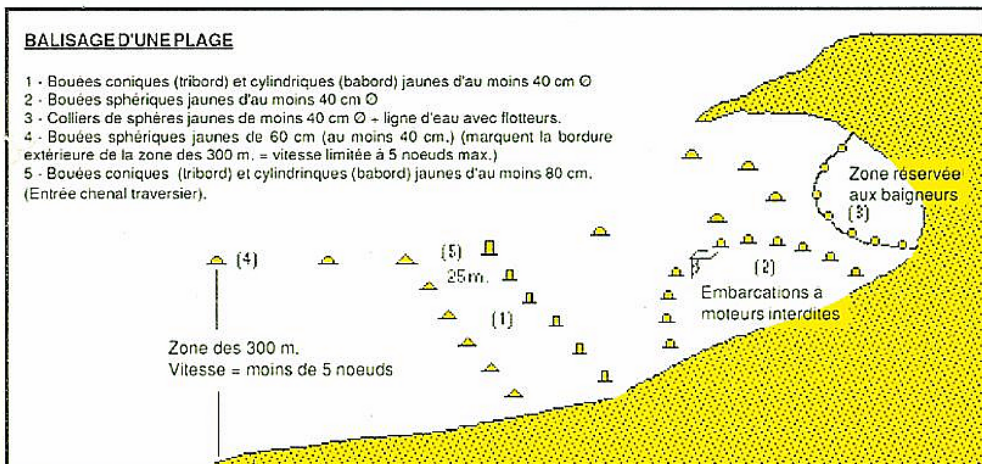 BALISAGE D'UNE PLAGE
1 - Bouées coniques (tribord) et cylindriques (babord) jaunes d'au moins 40 cm ∅
2 - Bouées sphériques jaunes d'au moins 40 cm ∅
3 - Colliers de sphères jaunes de moins 40 cm ∅ + ligne d'eau avec flotteurs.
4 - Bouées sphériques jaunes de 60 cm (au moins 40 cm.) (marquent la bordure
extérieure de la zone des 300 m. = vitesse limitée à 5 noeuds max.)
5 - Bouées coniques (tribord) et cylindrinques (babord) jaunes d'au moins 80 cm.
(Entrée chenal traversier).
Zone réservée
aux baigneurs
(3)
(4)
(5)
25 m.
(2)
(1)
Embarcations à
moteurs interdites
Zone des 300 m.
Vitesse = moins de 5 noeuds